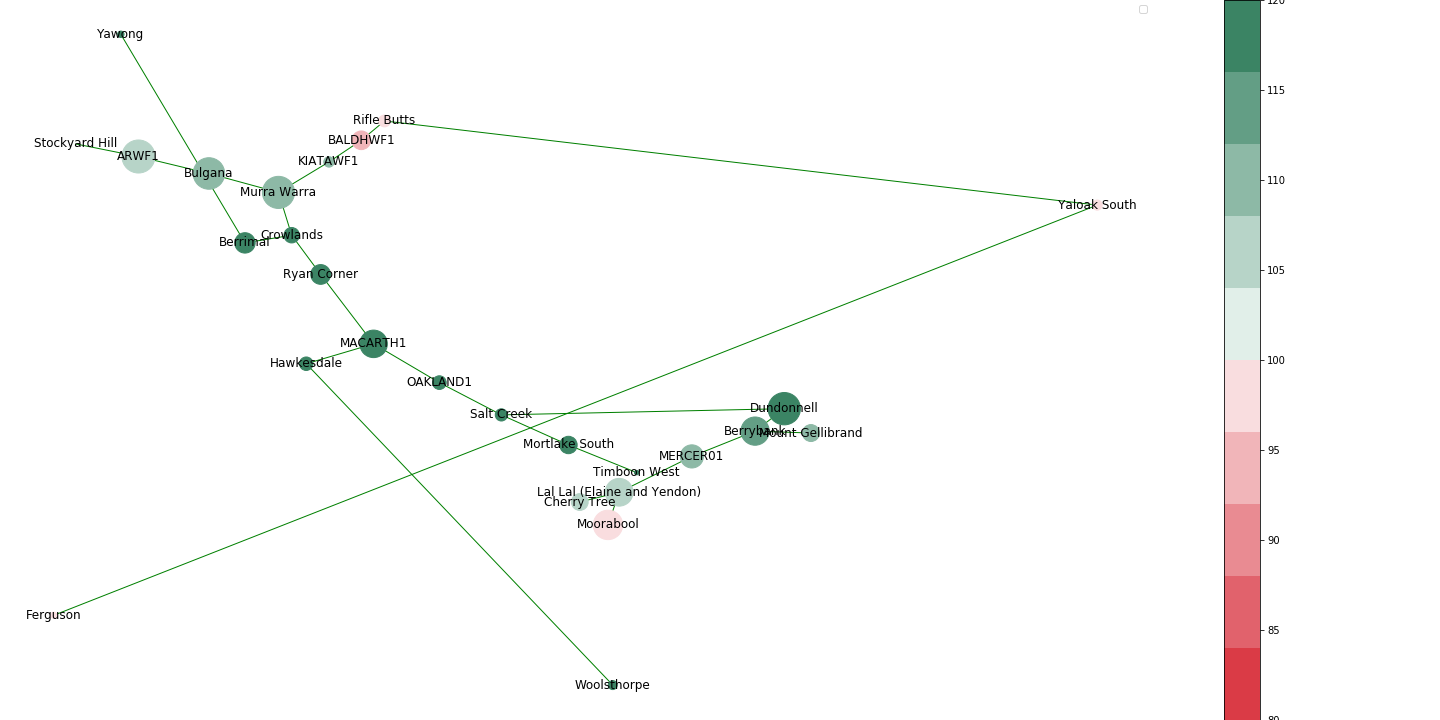 120
Yawong
115
Rifle Butts
BALDHWF1
Stockyard Hill
ARWF1
KIATAWF1
Bulgana
110
Murra Warra
Yaloak South
Crowlands
Berrimal
Ryan Corner
105
MACARTH1
Hawkesdale
100
OAKLAND1
Dundonnell
Salt Creek
Berrybank
Mount Gellibrand
Mortlake South
95
MERCER01
Timboon West
Lal Lal (Elaine and Yendon)
Cherry Tree
Moorabool
90
Ferguson
85
Woolsthorpe
80